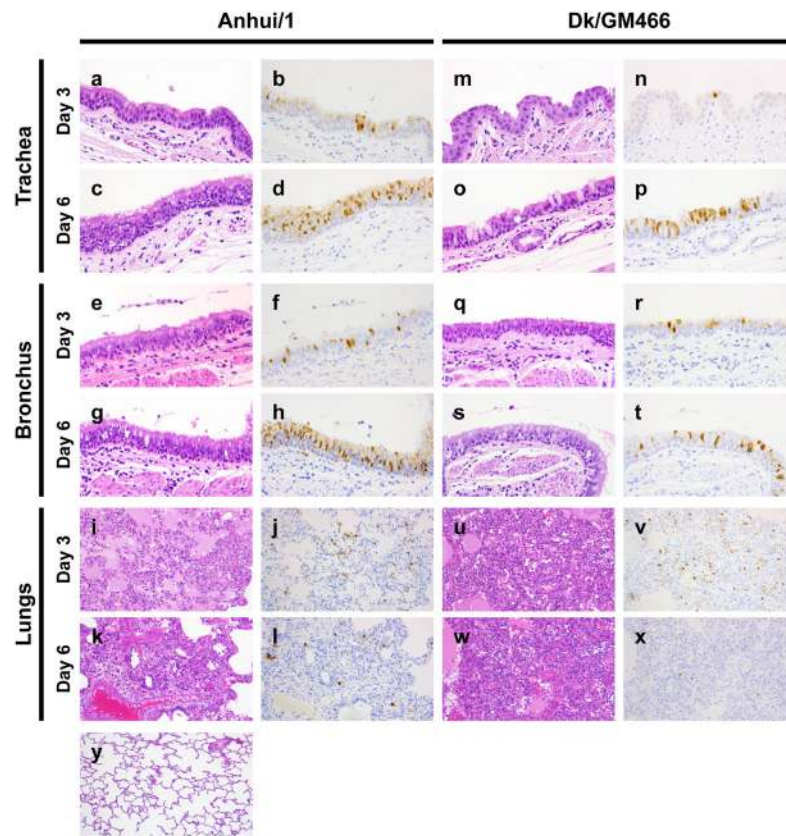 Anhui/1 Dk/GM466
Trachea
Day 3
a b m n
Day 6
c d o p
Bronchus
Day 3
e f q r
Day 6
g h s t
Lungs
Day 3
i j u v
Day 6
k l w x
y